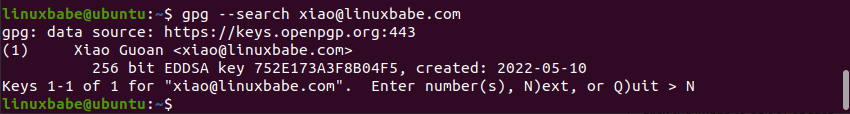 linuxbabe@ubuntu:~$ gpg --search xiao@linuxbabe.com
gpg: data source: https://keys.openpgp.org:443
(1)     Xiao Guoan <xiao@linuxbabe.com>
          256 bit EDDSA key 752E173A3F8B04F5, created: 2022-05-10
Keys 1-1 of 1 for "xiao@linuxbabe.com".  Enter number(s), N)ext, or Q)uit > N
linuxbabe@ubuntu:~$